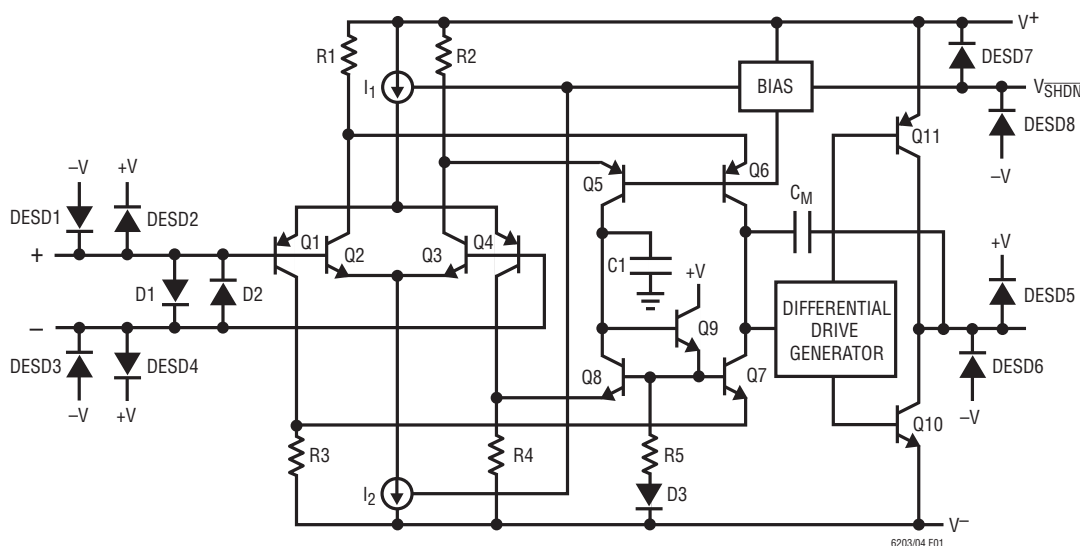 V+
R1
R2
DESD7
I1
BIAS
VSHDN
DESD8
−V
+V
−V
Q11
Q5
Q6
CM
DESD1
DESD2
Q1
Q2
Q3
Q4
+V
+
C1
+V
D1
D2
DESD5
DIFFERENTIAL
DRIVE
GENERATOR
−
Q9
DESD3
DESD4
Q8
Q7
DESD6
−V
+V
−V
Q10
R3
R4
R5
I2
D3
V−
6203/04 F01